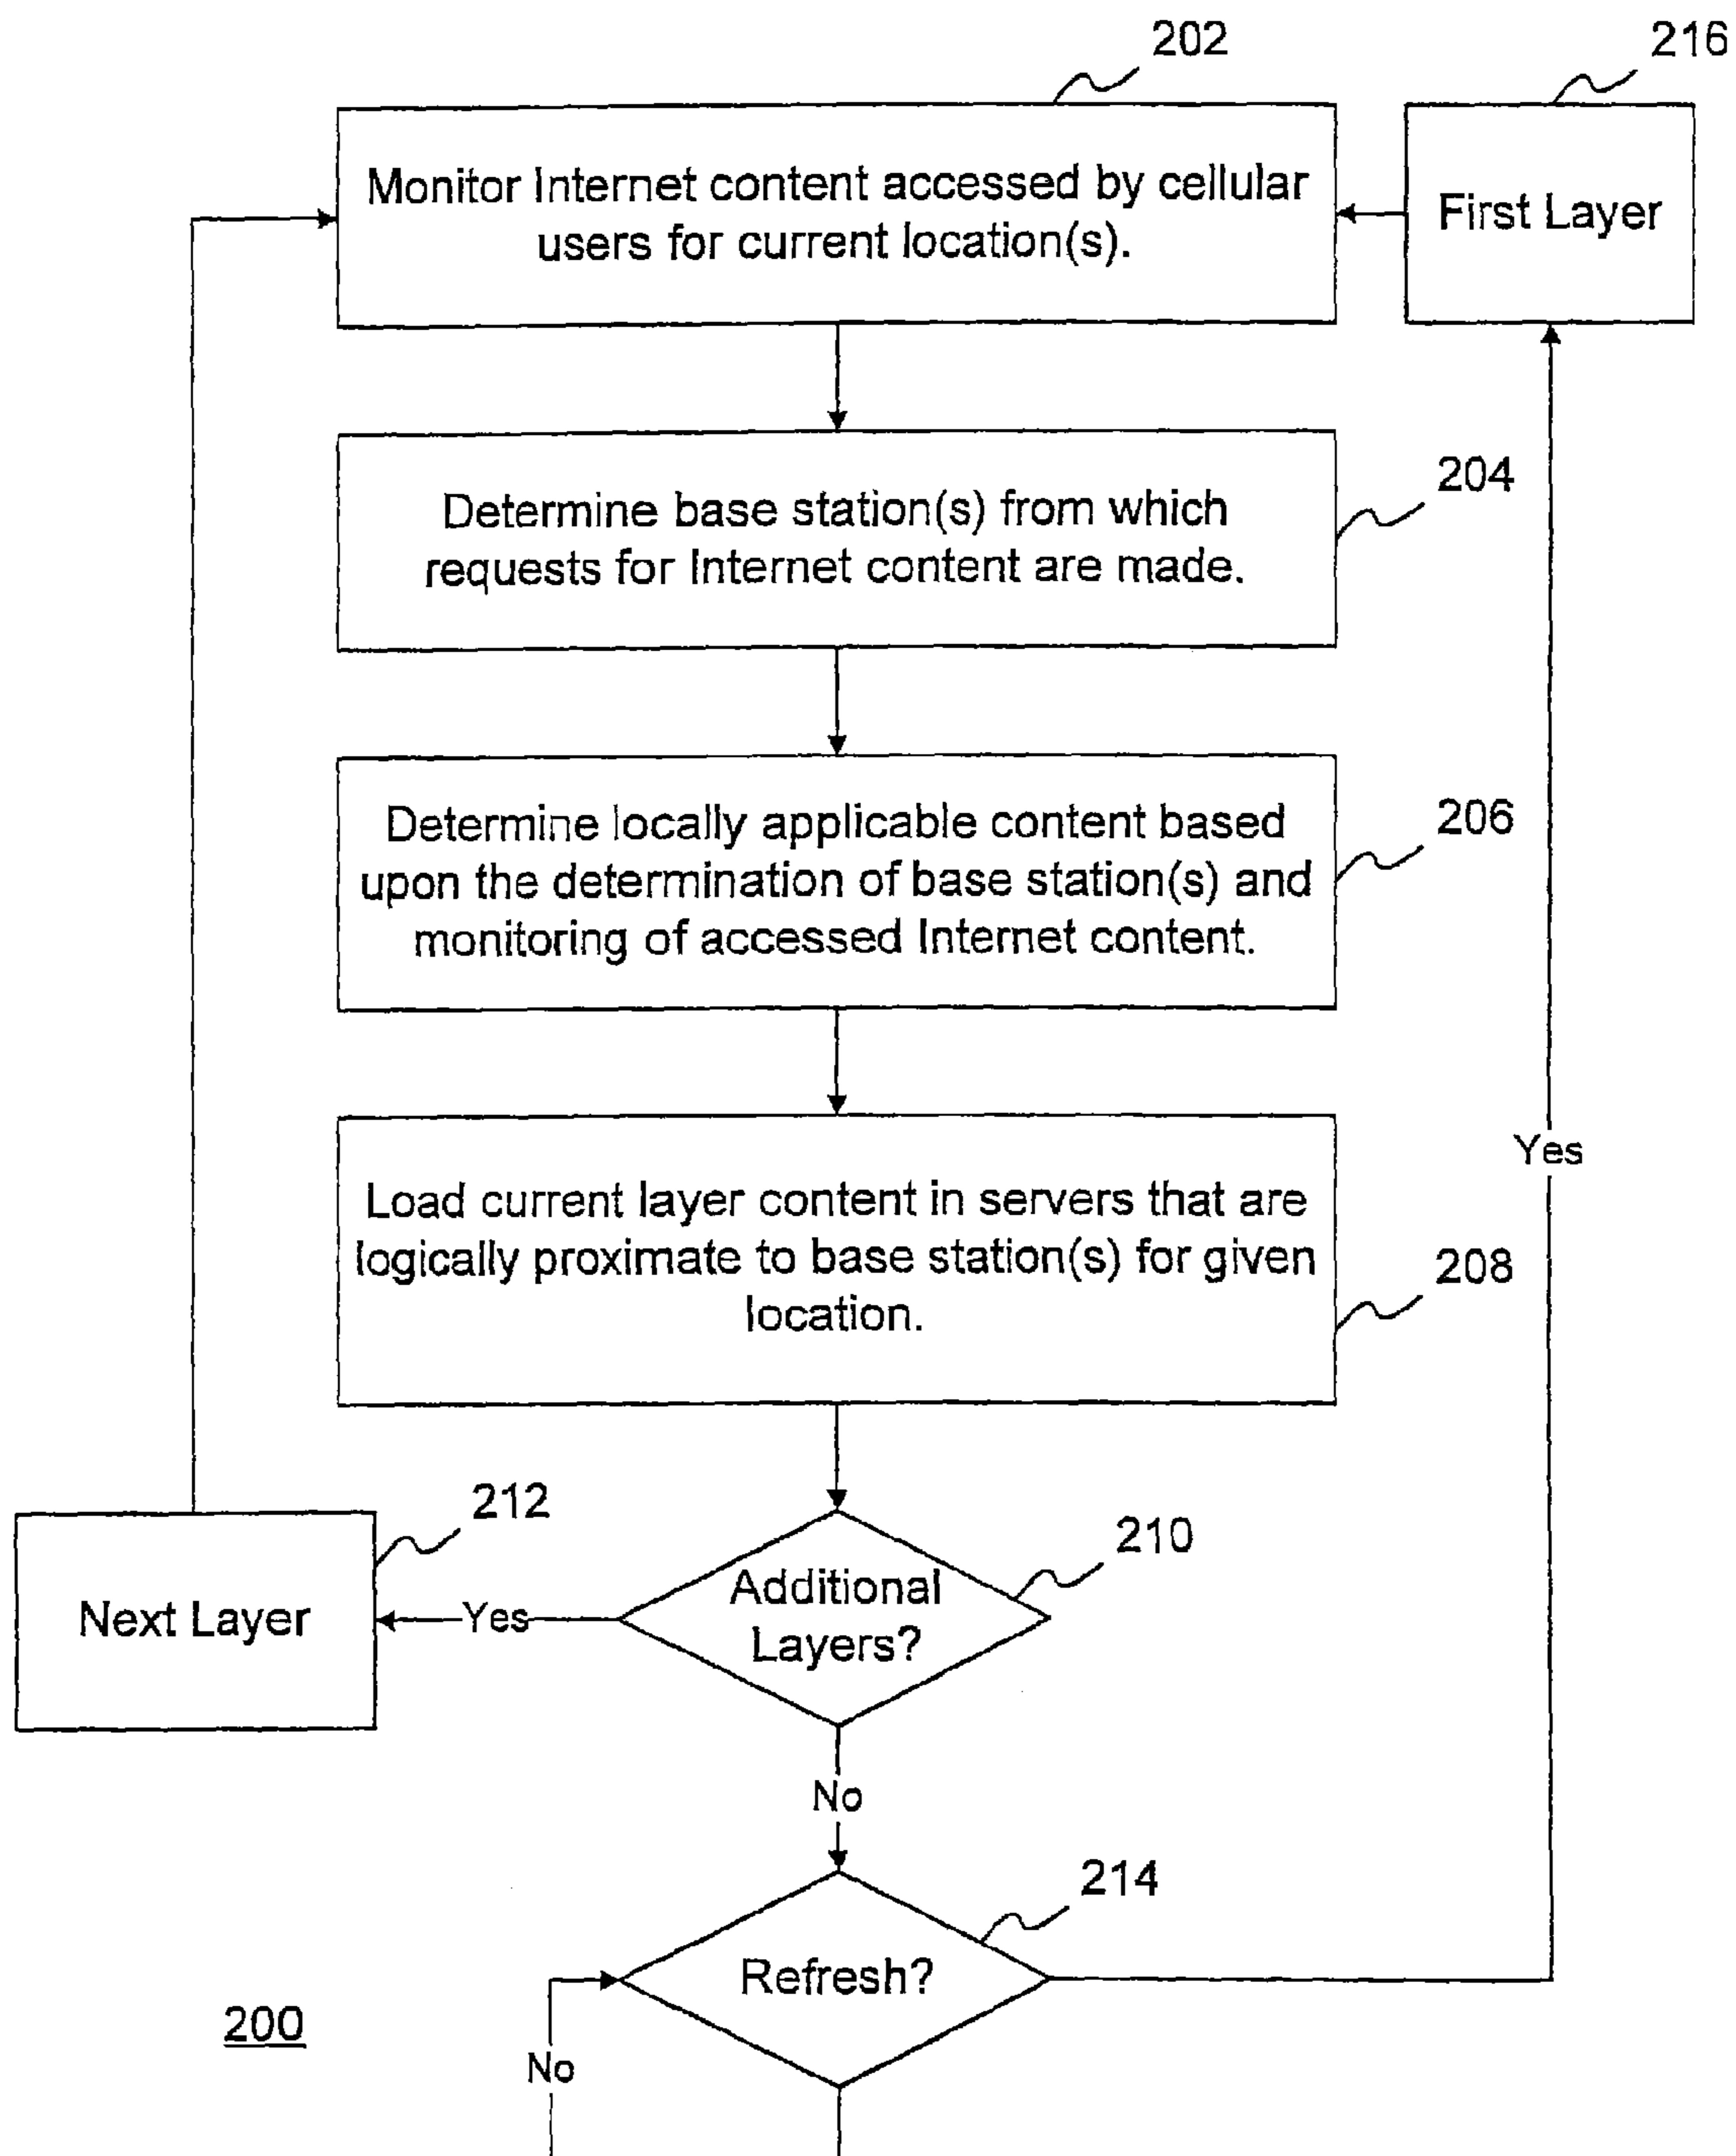 202
216
Monitor Internet content accessed by cellular
users for current location(s).
First Layer
Determine base station(s) from which
requests for Internet content are made.
204
Determine locally applicable content based
upon the determination of base station(s) and
monitoring of accessed Internet content.
206
Load current layer content in servers that are
logically proximate to base station(s) for given
location.
208
Yes
212
Next Layer
Yes
210
Additional
Layers?
No
214
Refresh?
200
No